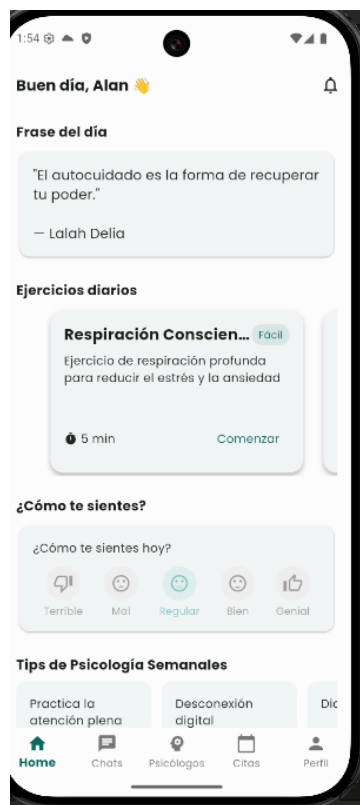 1:54
Buen día, Alan 👋
Frase del día
"El autocuidado es la forma de recuperar
tu poder."
— Lalah Delia
Ejercicios diarios
Respiración Conscien...
Fácil
Ejercicio de respiración profunda
para reducir el estrés y la ansiedad
5 min
Comenzar
¿Cómo te sientes?
¿Cómo te sientes hoy?
Terrible
Mal
Regular
Bien
Genial
Tips de Psicología Semanales
Practica la
atención plena
Desconexión
digital
Home
Chats
Psicólogos
Citas
Perfil